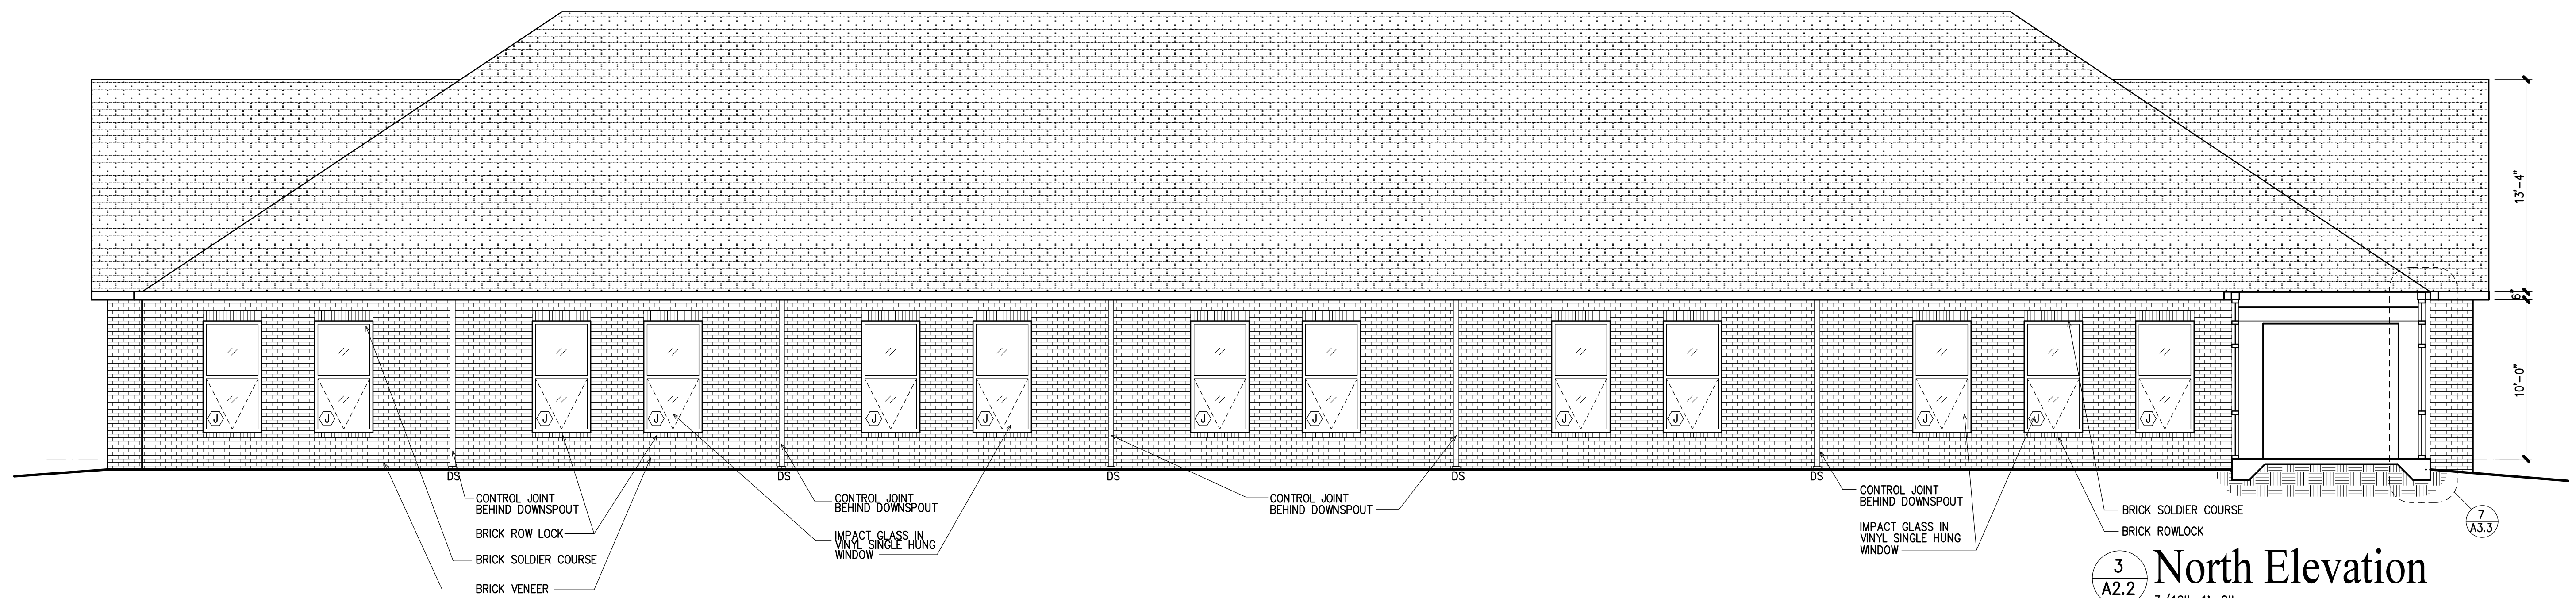 13'-4"
6"
10'-0"
J
J
J
J
J
J
J
J
J
J
J
J
J
DS
DS
DS
DS
DS
CONTROL JOINT
BEHIND DOWNSPOUT
BRICK ROW LOCK
BRICK SOLDIER COURSE
BRICK VENEER
CONTROL JOINT
BEHIND DOWNSPOUT
IMPACT GLASS IN
VINYL SINGLE HUNG
WINDOW
CONTROL JOINT
BEHIND DOWNSPOUT
CONTROL JOINT
BEHIND DOWNSPOUT
IMPACT GLASS IN
VINYL SINGLE HUNG
WINDOW
BRICK SOLDIER COURSE
BRICK ROWLOCK
7
A3.3
3
A2.2
North Elevation